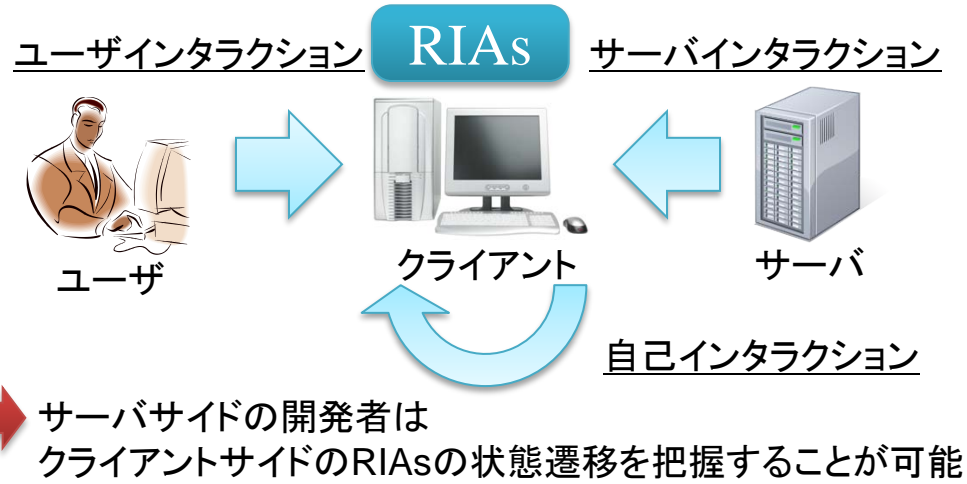 ユーザインタラクション
RIAs
サーバインタラクション
ユーザ
クライアント
サーバ
自己インタラクション
サーバサイドの開発者は
クライアントサイドのRIAsの状態遷移を把握することが可能